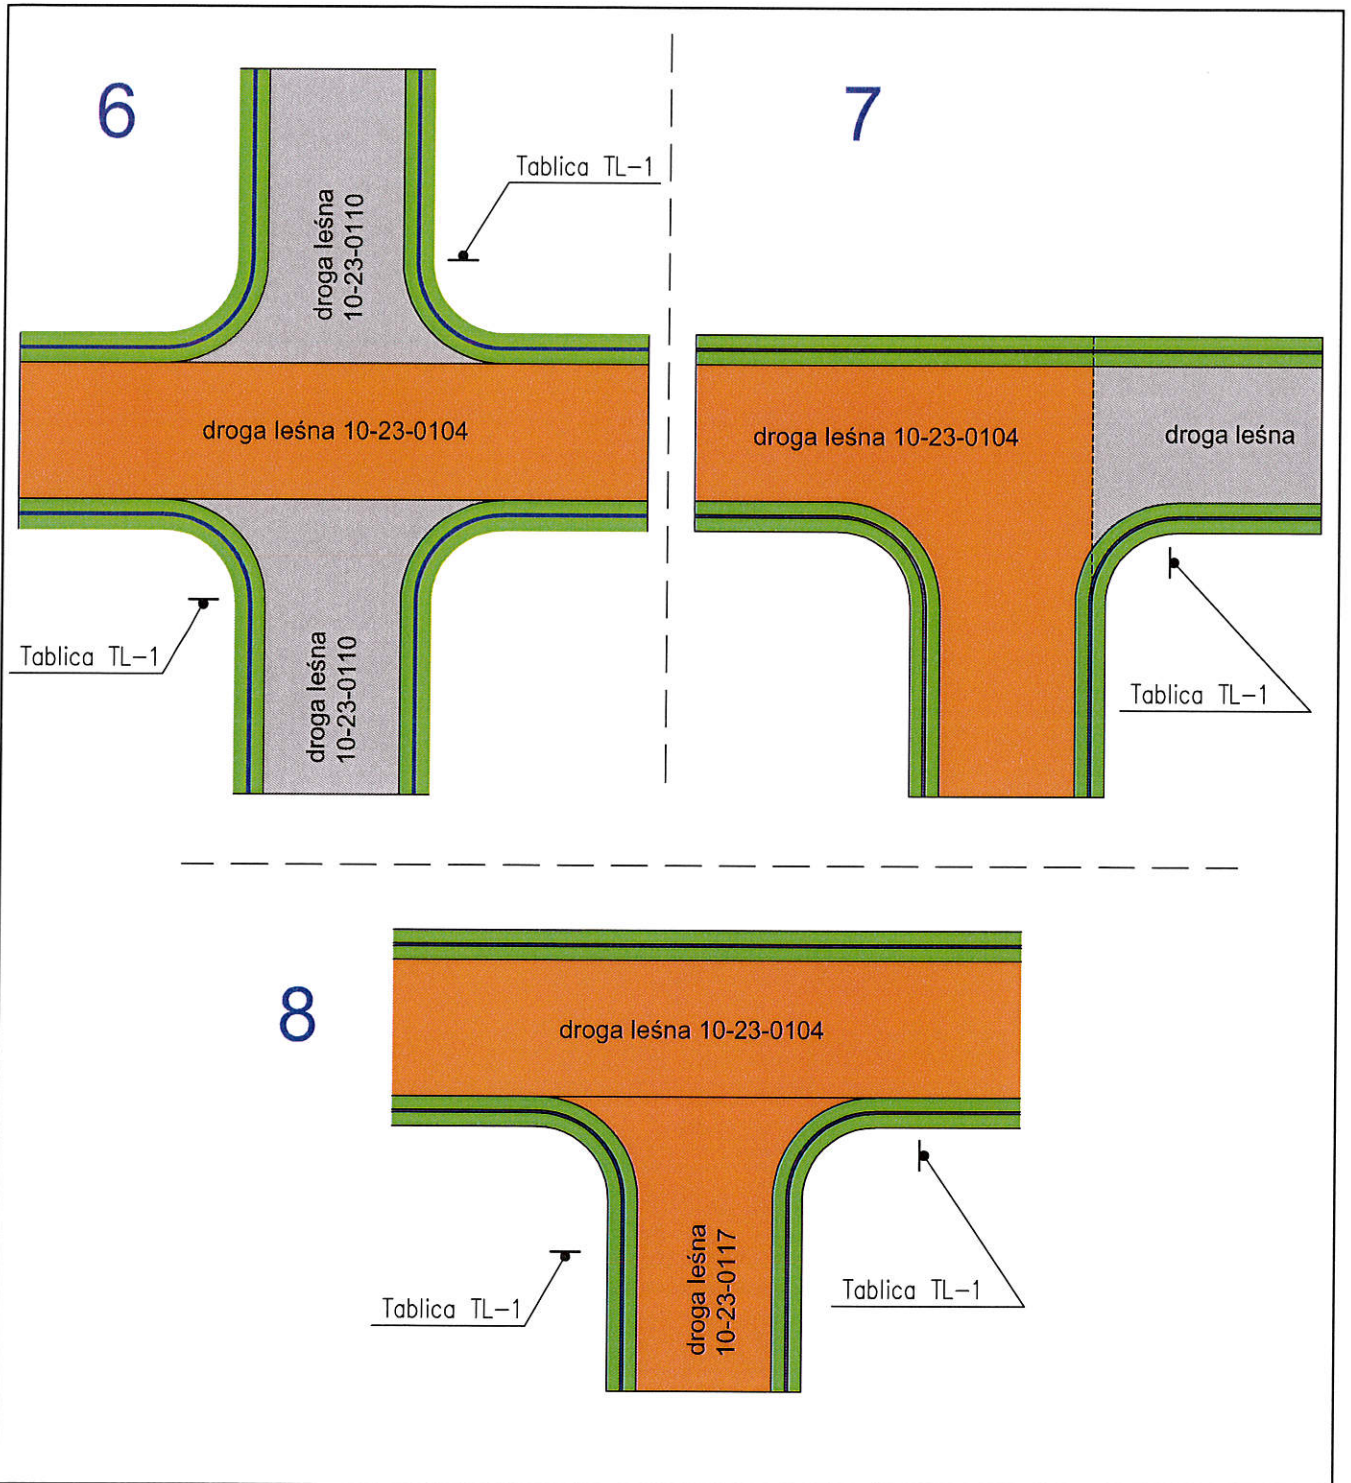 6
Tablica TL-1
droga leśna
10-23-0110
droga leśna 10-23-0104
Tablica TL-1
droga leśna
10-23-0110
7
droga leśna 10-23-0104
droga leśna
Tablica TL-1
8
droga leśna 10-23-0104
droga leśna
10-23-0117
Tablica TL-1
Tablica TL-1